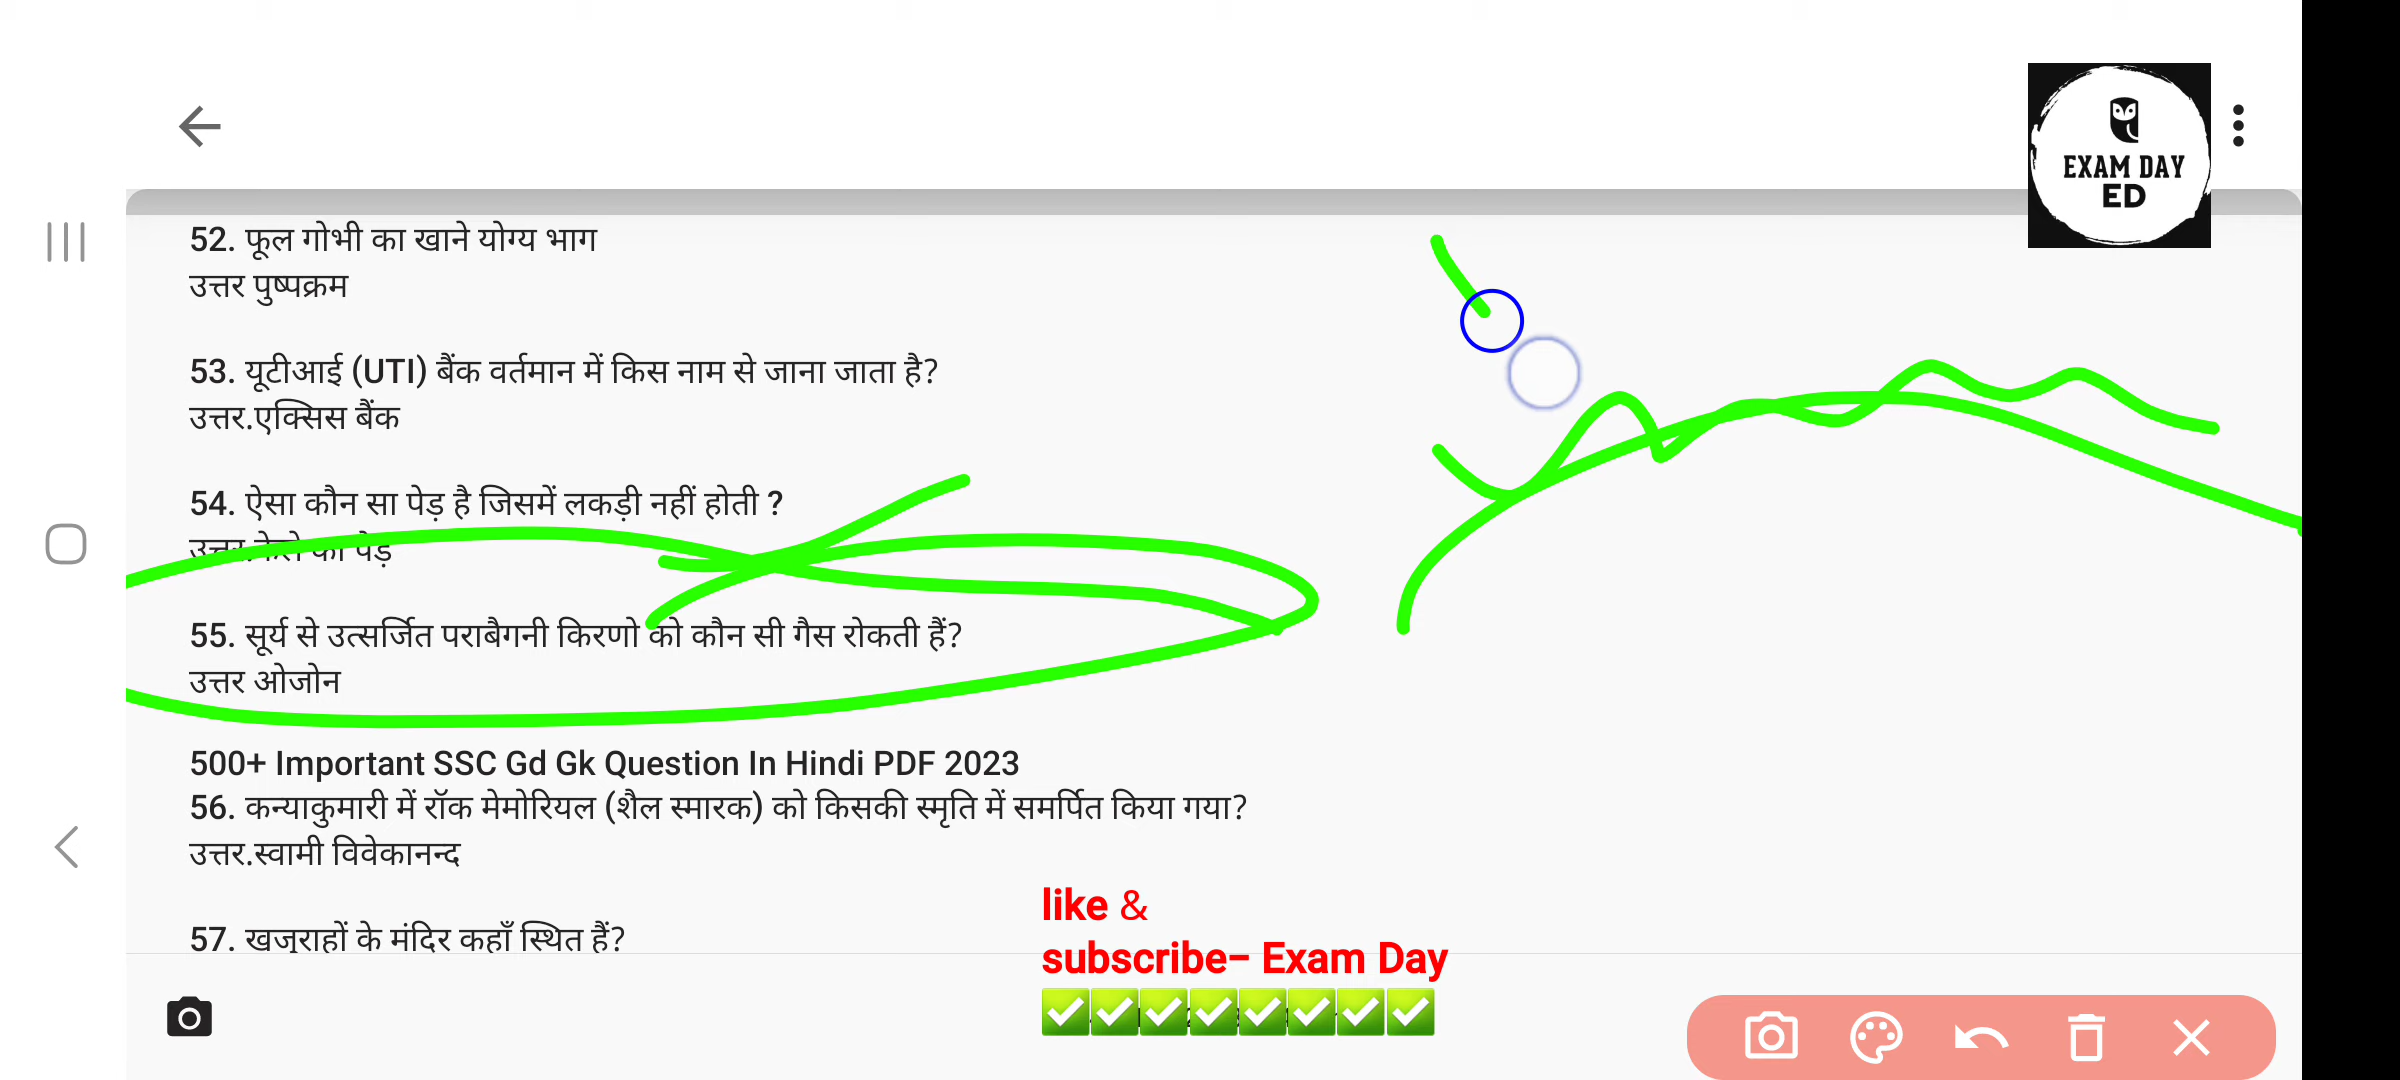 EXAM DAY
ED
52. फूल गोभी का खाने योग्य भाग
उत्तर पुष्पक्रम
53. यूटीआई (UTI) बैंक वर्तमान में किस नाम से जाना जाता है?
उत्तर.एक्सिस बैंक
54. ऐसा कौन सा पेड़ है जिसमें लकड़ी नहीं होती ?
उत्तर.केले का पेड़
55. सूर्य से उत्सर्जित पराबैगनी किरणो को कौन सी गैस रोकती हैं?
उत्तर ओजोन
500+ Important SSC Gd Gk Question In Hindi PDF 2023
56. कन्याकुमारी में रॉक मेमोरियल (शैल स्मारक) को किसकी स्मृति में समर्पित किया गया?
उत्तर.स्वामी विवेकानन्द
57. खजुराहों के मंदिर कहाँ स्थित हैं?
like &
subscribe– Exam Day